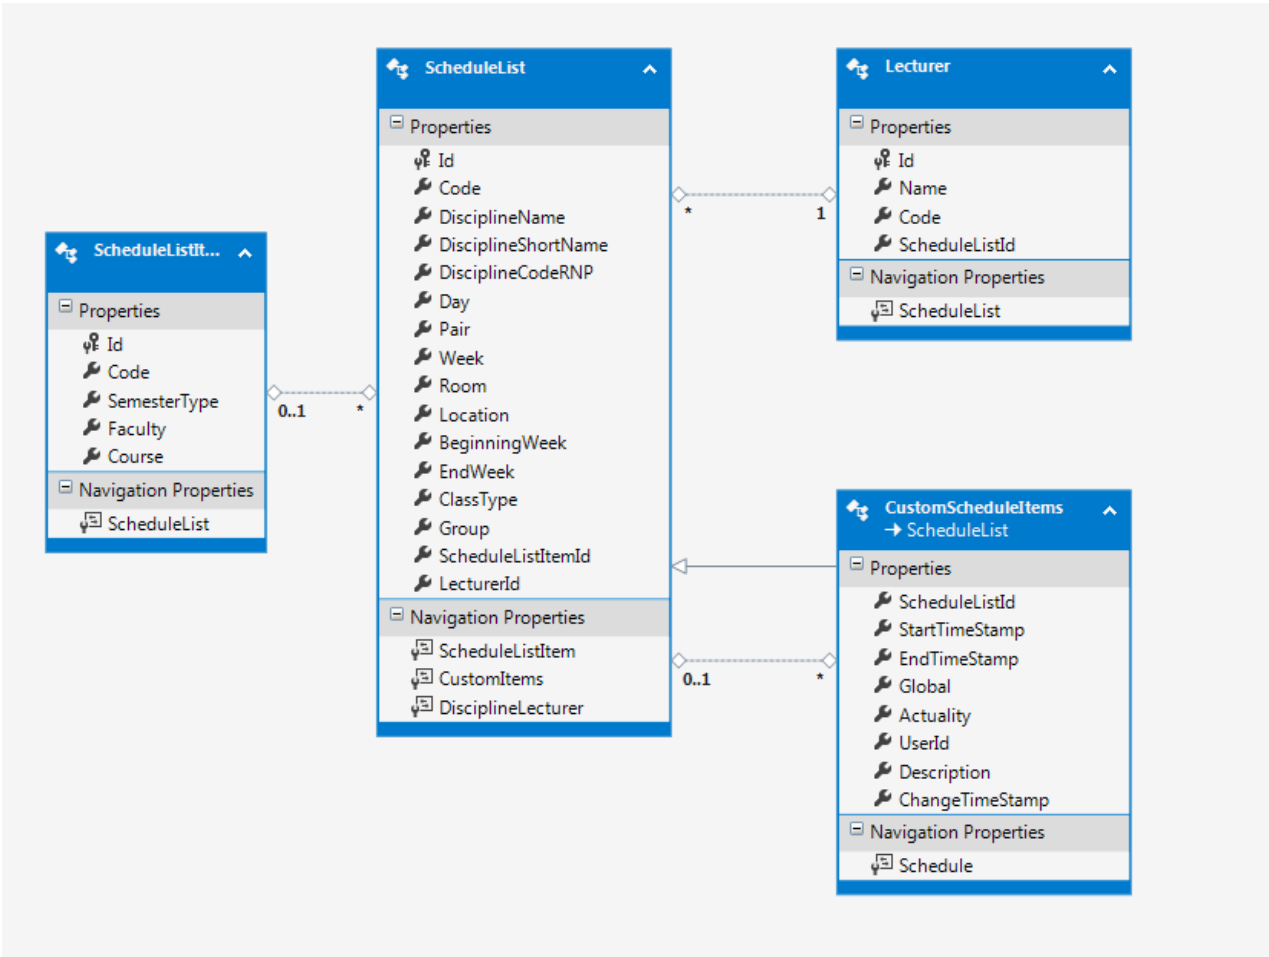 ScheduleListIt...
Properties
Id
Code
SemesterType
Faculty
Course
Navigation Properties
ScheduleList
0..1
*
ScheduleList
Properties
Id
Code
DisciplineName
DisciplineShortName
DisciplineCodeRNP
Day
Pair
Week
Room
Location
BeginningWeek
EndWeek
ClassType
Group
ScheduleListItemId
LecturerId
Navigation Properties
ScheduleListItem
CustomItems
DisciplineLecturer
*
1
0..1
*
Lecturer
Properties
Id
Name
Code
ScheduleListId
Navigation Properties
ScheduleList
CustomScheduleItems
ScheduleList
Properties
ScheduleListId
StartTimeStamp
EndTimeStamp
Global
Actuality
UserId
Description
ChangeTimeStamp
Navigation Properties
Schedule